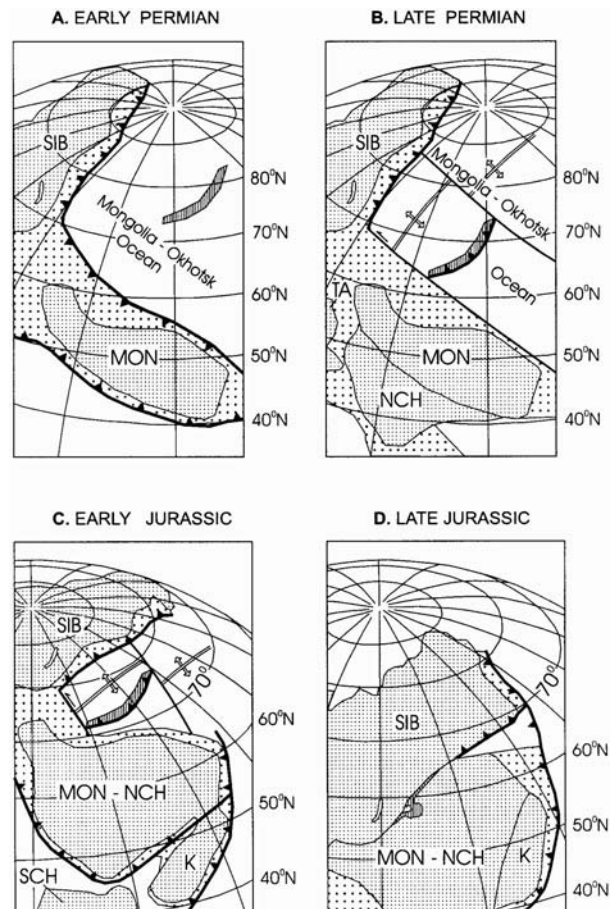 A. EARLY PERMIAN
SIB
80°N
70°N
Mongolia - Okhotsk
Ocean
60°N
MON
50°N
40°N
B. LATE PERMIAN
SIB
Mongolia - Okhotsk
Ocean
80°N
70°N
60°N
TA
MON
50°N
NCH
40°N
C. EARLY JURASSIC
SIB
70°
60°N
MON - NCH
50°N
SCH
K
40°N
D. LATE JURASSIC
70°
SIB
60°N
50°N
MON - NCH
K
40°N